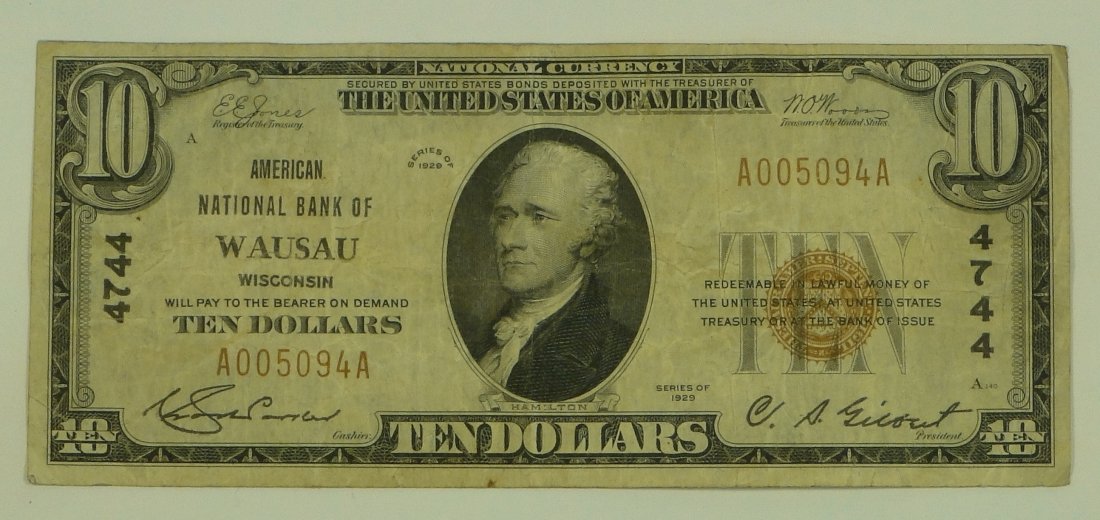 NATIONAL CURRENCY
SECURED BY UNITED STATES BONDS DEPOSITED WITH THE TREASURER OF
THE UNITED STATES OF AMERICA
10
10
E E Jones
Register of the Treasury.
W O Woods
Treasurer of the United States.
A
SERIES OF
1929
AMERICAN
NATIONAL BANK OF
WAUSAU
WISCONSIN
WILL PAY TO THE BEARER ON DEMAND
TEN DOLLARS
A005094A
4744
A005094A
TEN
REDEEMABLE IN LAWFUL MONEY OF
THE UNITED STATES AT UNITED STATES
TREASURY OR AT THE BANK OF ISSUE
4744
A 140
SERIES OF
1929
HAMILTON
Cashier.
C. S. Gilbert
President
10 TEN
TEN DOLLARS
10 TEN